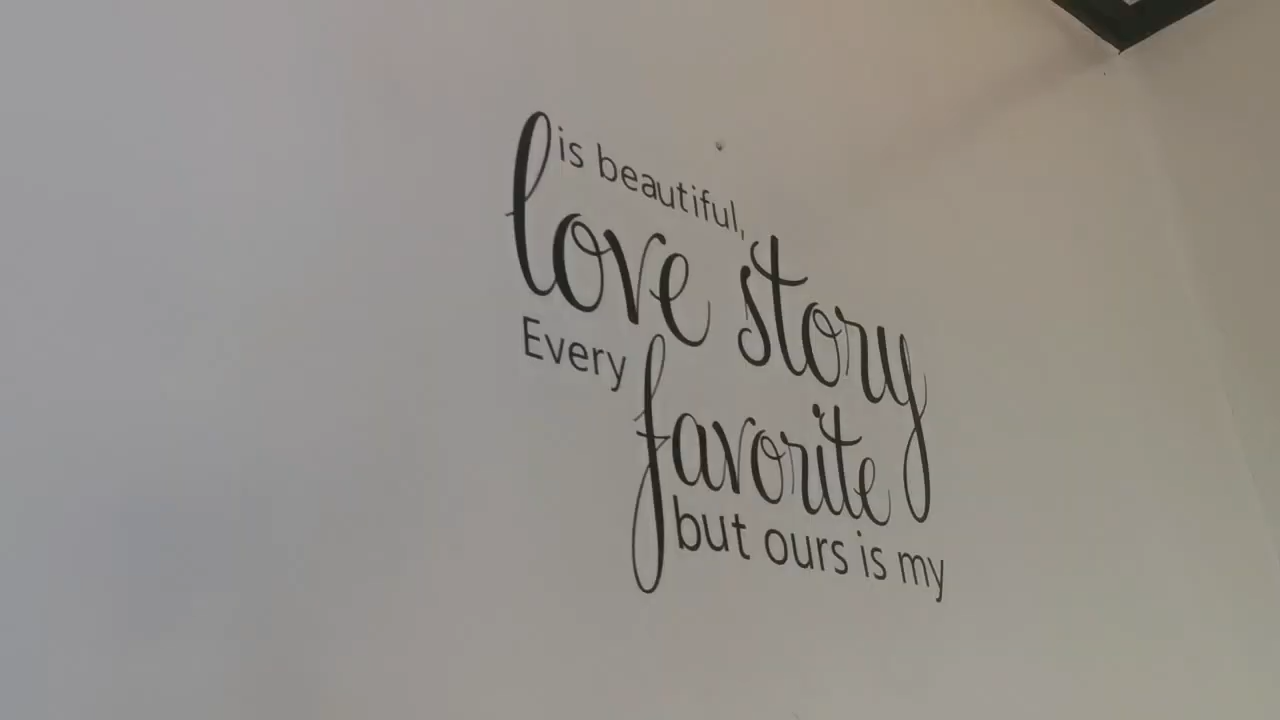 is beautiful,
love story
Every
favorite
but ours is my